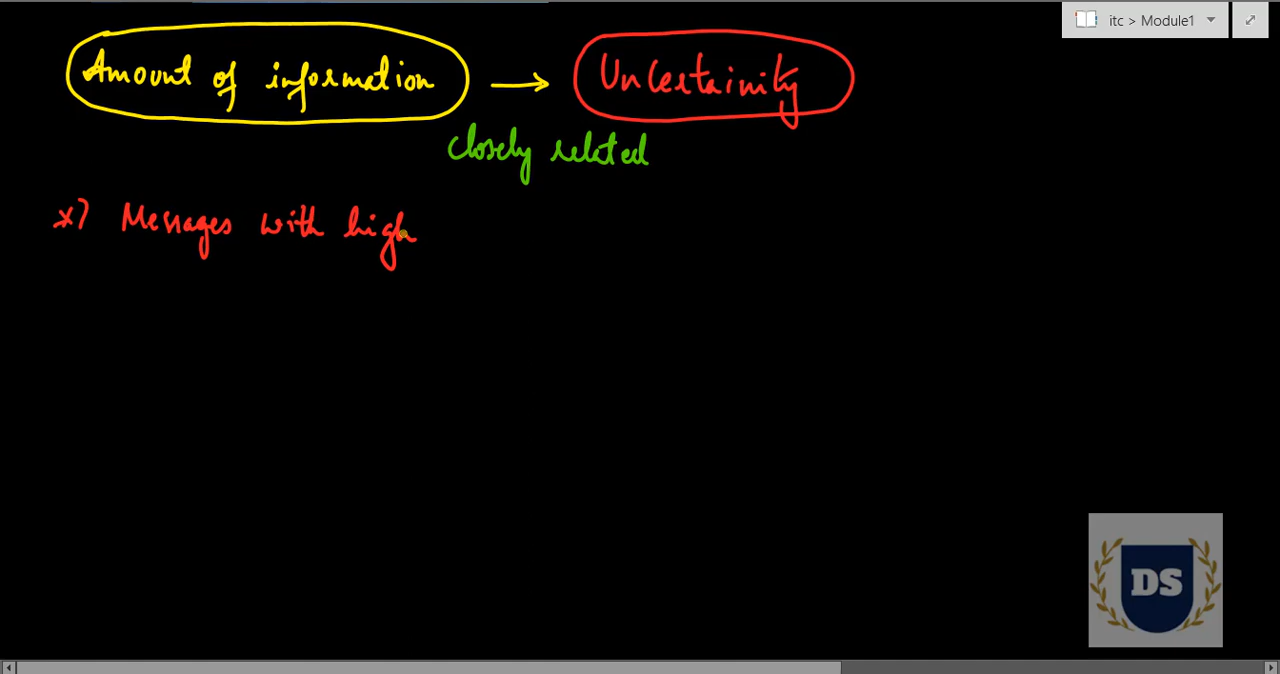 itc > Module1
Amount of information → Uncertainity
closely related
*) Messages with high
DS